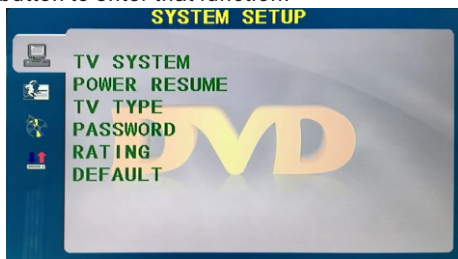 button to enter that function.
SYSTEM SETUP
TV SYSTEM
POWER RESUME
TV TYPE
PASSWORD
RATING
DEFAULT
DVD